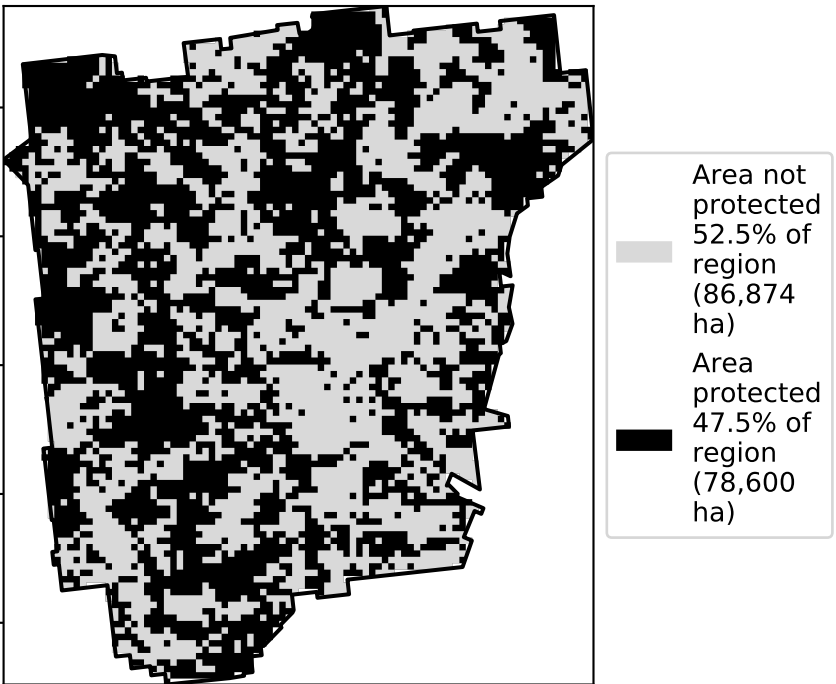 Area not
protected
52.5% of
region
(86,874
ha)
Area
protected
47.5% of
region
(78,600
ha)